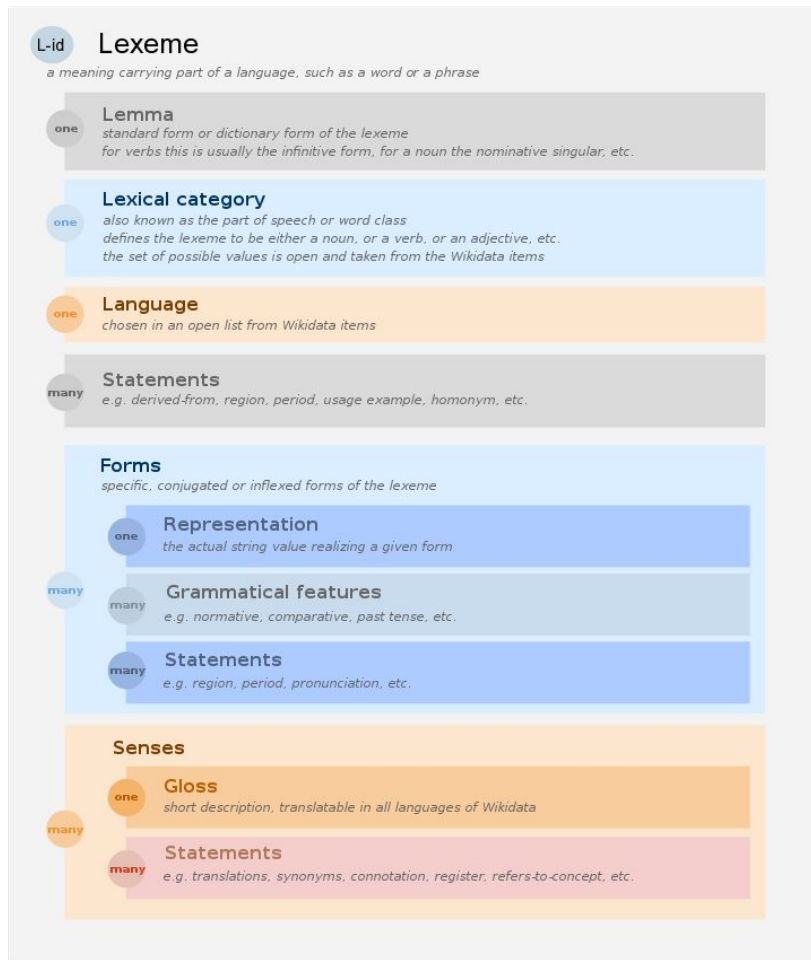 L-id Lexeme
a meaning carrying part of a language, such as a word or a phrase
one
Lemma
standard form or dictionary form of the lexeme
for verbs this is usually the infinitive form, for a noun the nominative singular, etc.
one
Lexical category
also known as the part of speech or word class
defines the lexeme to be either a noun, or a verb, or an adjective, etc.
the set of possible values is open and taken from the Wikidata items
one
Language
chosen in an open list from Wikidata items
many
Statements
e.g. derived-from, region, period, usage example, homonym, etc.
many
Forms
specific, conjugated or inflexed forms of the lexeme
one
Representation
the actual string value realizing a given form
many
Grammatical features
e.g. normative, comparative, past tense, etc.
many
Statements
e.g. region, period, pronunciation, etc.
many
Senses
one
Gloss
short description, translatable in all languages of Wikidata
many
Statements
e.g. translations, synonyms, connotation, register, refers-to-concept, etc.